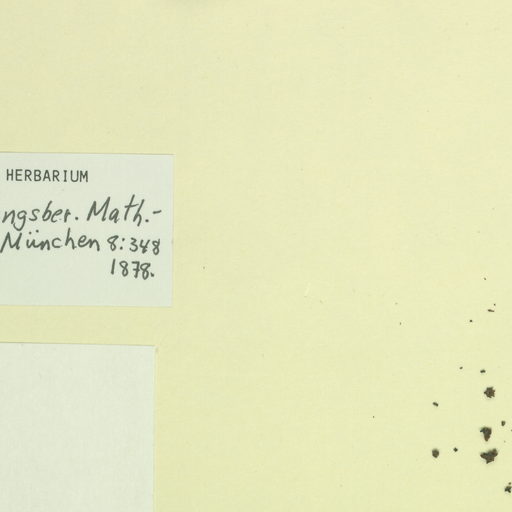 HERBARIUM
ngsber. Math.-
München 8:348
1878.